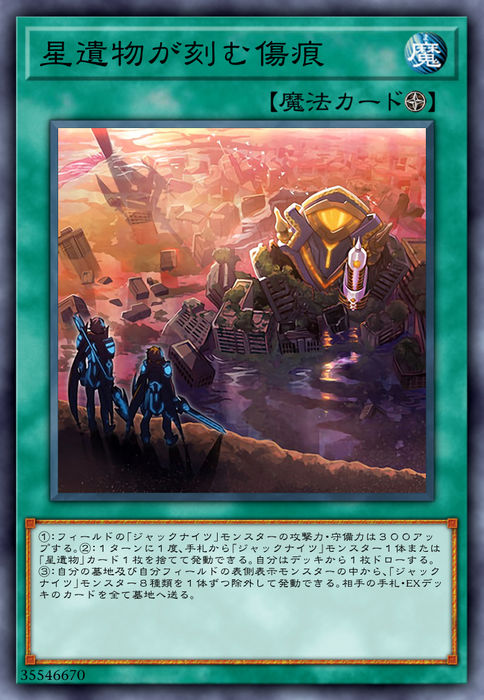 星遺物が刻む傷痕
魔
【魔法カード】
①:フィールドの「ジャックナイツ」モンスターの攻撃力・守備力は３００アッ
プする。②:１ターンに１度、手札から「ジャックナイツ」モンスター１体または
「星遺物」カード１枚を捨てて発動できる。自分はデッキから１枚ドローする。
③:自分の墓地及び自分フィールドの表側表示モンスターの中から、「ジャック
ナイツ」モンスター８種類を１体ずつ除外して発動できる。相手の手札・EXデッ
キのカードを全て墓地へ送る。
35546670